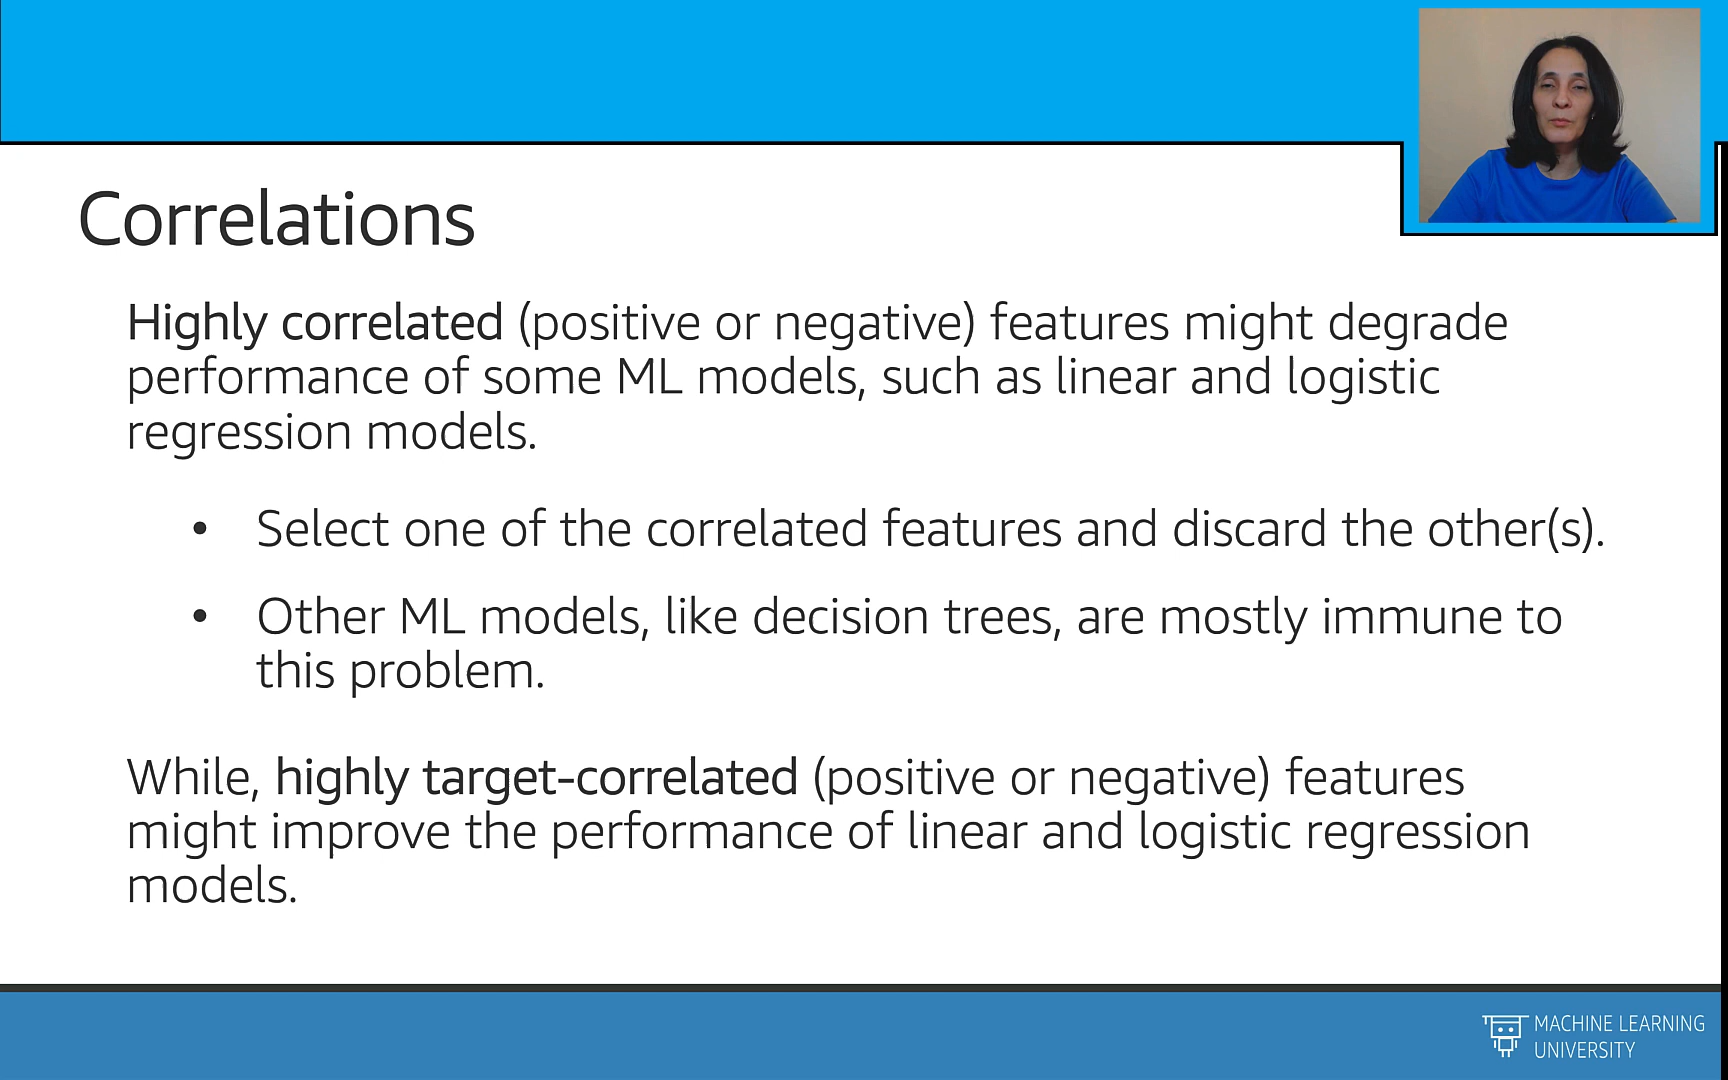 Correlations
Highly correlated (positive or negative) features might degrade
performance of some ML models, such as linear and logistic
regression models.
• Select one of the correlated features and discard the other(s).
• Other ML models, like decision trees, are mostly immune to
this problem.
While, highly target-correlated (positive or negative) features
might improve the performance of linear and logistic regression
models.
MACHINE LEARNING
UNIVERSITY